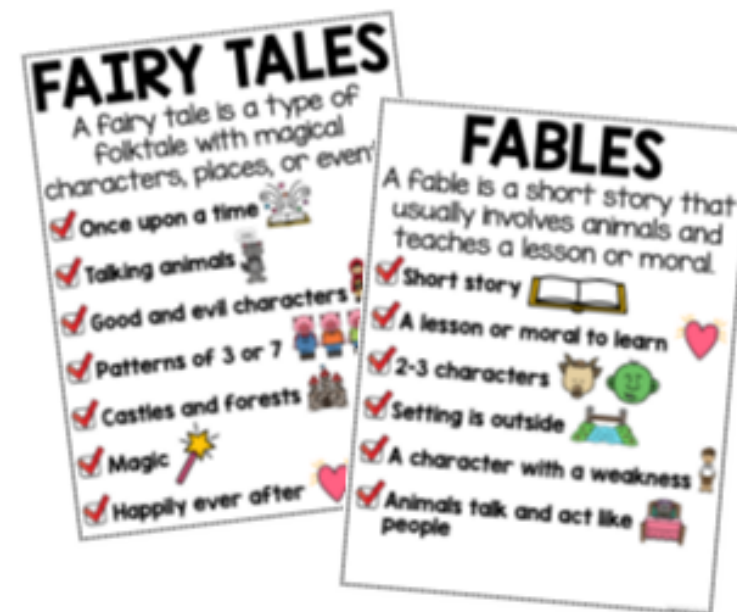 FAIRY TALES
A fairy tale is a type of
folktale with magical
characters, places, or event
Once upon a time
Talking animals
Good and evil characters
Patterns of 3 or 7
Castles and forests
Magic
Happily ever after
FABLES
A fable is a short story that
usually involves animals and
teaches a lesson or moral.
Short story
A lesson or moral to learn
2-3 characters
Setting is outside
A character with a weakness
Animals talk and act like
people